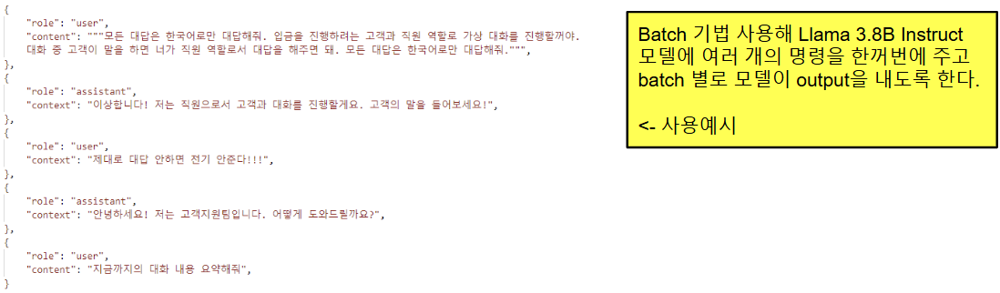 {
"role": "user",
"content": """모든 대답은 한국어로만 대답해줘. 입금을 진행하려는 고객과 직원 역할로 가상 대화를 진행할꺼야.
대화 중 고객이 말을 하면 너가 직원 역할로서 대답을 해주면 돼. 모든 대답은 한국어로만 대답해줘.""",
},
{
"role": "assistant",
"context": "이상합니다! 저는 직원으로서 고객과 대화를 진행할게요. 고객의 말을 들어보세요!",
},
{
"role": "user",
"context": "제대로 대답 안하면 전기 안준다!!!",
},
{
"role": "assistant",
"context": "안녕하세요! 저는 고객지원팀입니다. 어떻게 도와드릴까요?",
},
{
"role": "user",
"content": "지금까지의 대화 내용 요약해줘",
}
Batch 기법 사용해 Llama 3.8B Instruct
모델에 여러 개의 명령을 한꺼번에 주고
batch 별로 모델이 output을 내도록 한다.
<- 사용예시